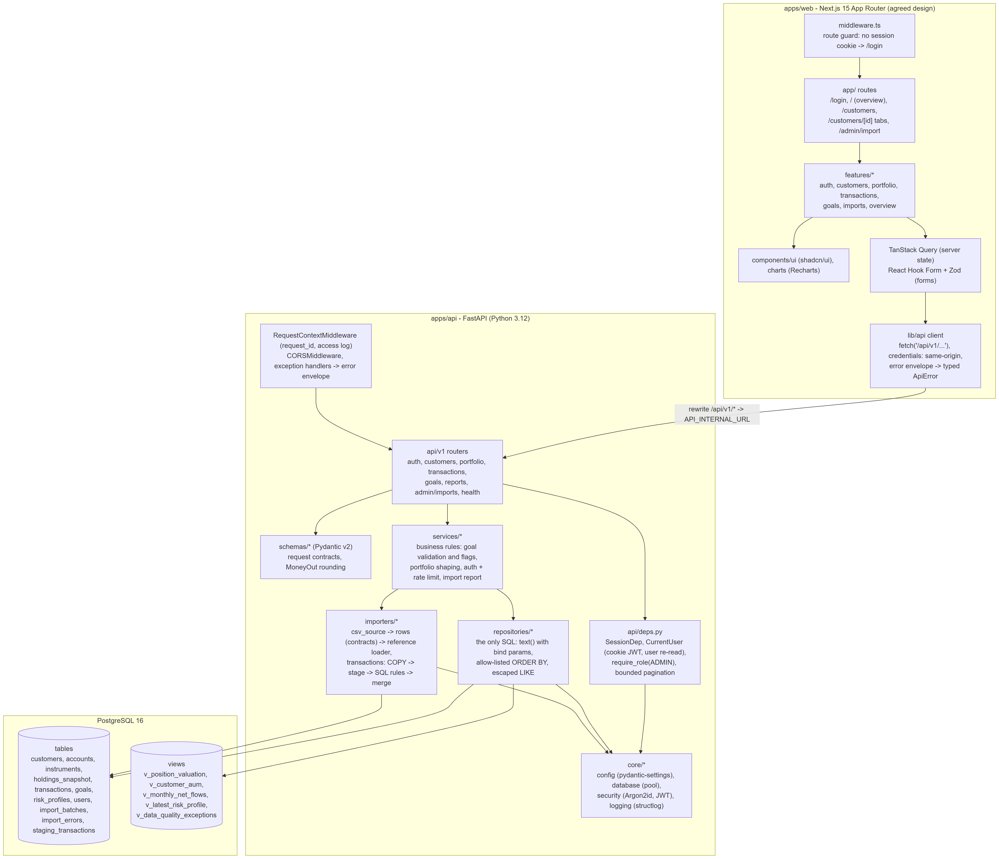 apps/web - Next.js 15 App Router (agreed design)
middleware.ts
route guard: no session
cookie -> /login
app/ routes
/login, / (overview),
/customers,
/customers/[id] tabs,
/admin/import
features/*
auth, customers, portfolio,
transactions,
goals, imports, overview
components/ui (shadcn/ui),
charts (Recharts)
TanStack Query (server
state)
React Hook Form + Zod
(forms)
lib/api client
fetch('/api/v1/...'),
credentials: same-origin,
error envelope -> typed
ApiError
rewrite /api/v1/* ->
API_INTERNAL_URL
apps/api - FastAPI (Python 3.12)
RequestContextMiddleware
(request_id, access log)
CORSMiddleware,
exception handlers -> error
envelope
api/v1 routers
auth, customers, portfolio,
transactions,
goals, reports,
admin/imports, health
schemas/* (Pydantic v2)
request contracts,
MoneyOut rounding
services/*
business rules: goal
validation and flags,
portfolio shaping, auth +
rate limit, import report
importers/*
csv_source -> rows
(contracts) -> reference
loader,
transactions: COPY ->
stage -> SQL rules ->
merge
repositories/*
the only SQL: text() with
bind params,
allow-listed ORDER BY,
escaped LIKE
api/deps.py
SessionDep, CurrentUser
(cookie JWT, user re-read),
require_role(ADMIN),
bounded pagination
core/*
config (pydantic-settings),
database (pool),
security (Argon2id, JWT),
logging (structlog)
PostgreSQL 16
tables
customers, accounts,
instruments,
holdings_snapshot,
transactions, goals,
risk_profiles, users,
import_batches,
import_errors,
staging_transactions
views
v_position_valuation,
v_customer_aum,
v_monthly_net_flows,
v_latest_risk_profile,
v_data_quality_exceptions